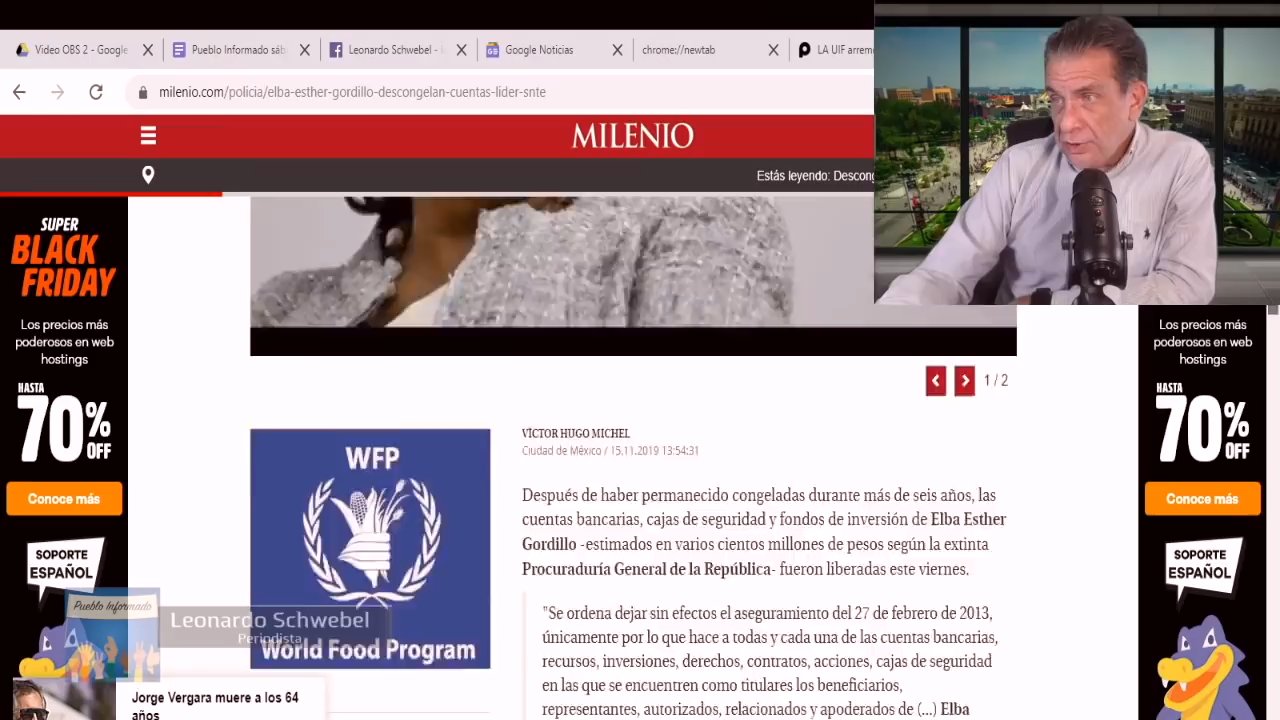 Video OBS 2 - Google
Pueblo Informado sáb
Leonardo Schwebel -
Google Noticias
chrome://newtab
LA UIF arrem
milenio.com/policia/elba-esther-gordillo-descongelan-cuentas-lider-snte
MILENIO
Estás leyendo: Descong
SUPER
BLACK
FRIDAY
Los precios más
poderosos en web
hostings
HASTA
70%
OFF
Conoce más
SOPORTE
ESPAÑOL
1 / 2
WFP
World Food Program
VÍCTOR HUGO MICHEL
Ciudad de México / 15.11.2019 13:54:31
Después de haber permanecido congeladas durante más de seis años, las
cuentas bancarias, cajas de seguridad y fondos de inversión de Elba Esther
Gordillo -estimados en varios cientos millones de pesos según la extinta
Procuraduría General de la República- fueron liberadas este viernes.
"Se ordena dejar sin efectos el aseguramiento del 27 de febrero de 2013,
únicamente por lo que hace a todas y cada una de las cuentas bancarias,
recursos, inversiones, derechos, contratos, acciones, cajas de seguridad
en las que se encuentren como titulares los beneficiarios,
representantes, autorizados, relacionados y apoderados de (...) Elba
Los precios más
poderosos en web
hostings
HASTA
70%
OFF
Conoce más
SOPORTE
ESPAÑOL
Pueblo Informado
Leonardo Schwebel
Periodista
Jorge Vergara muere a los 64
años